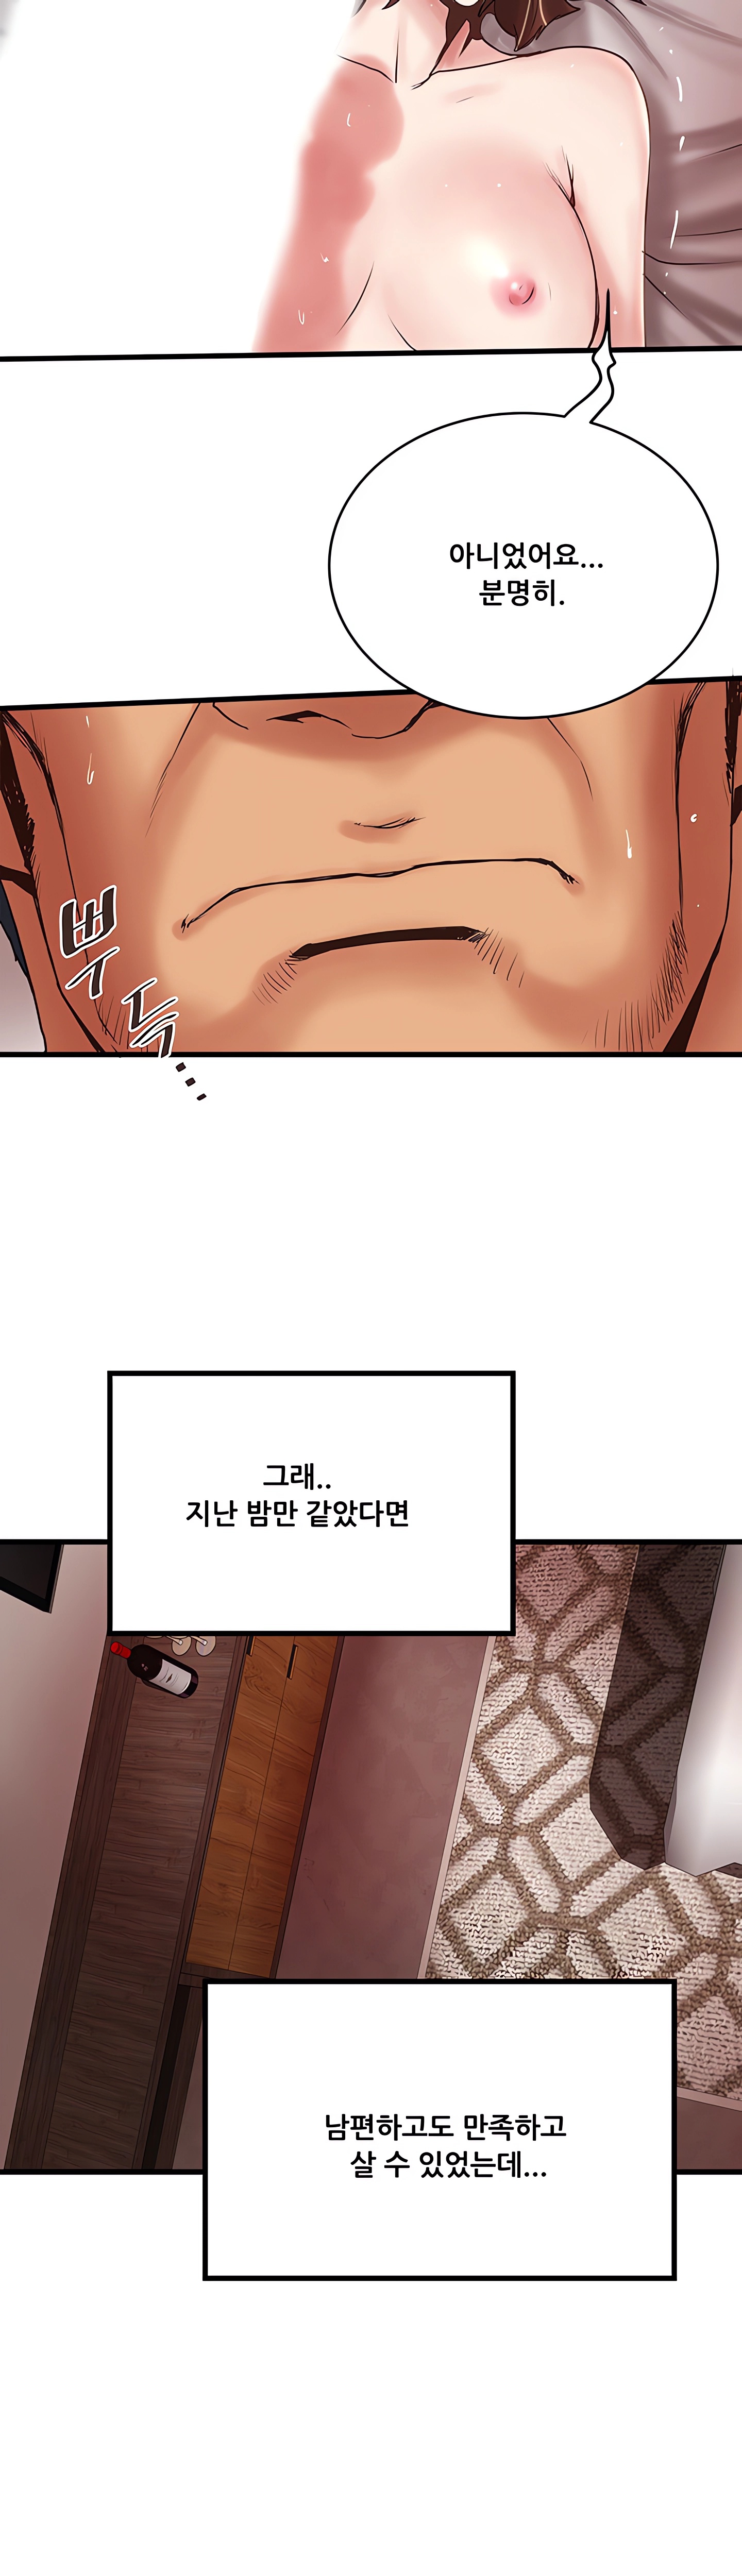 아니었어요...
분명히.
뿌득...
그래..
지난 밤만 같았다면
남편하고도 만족하고
살 수 있었는데...